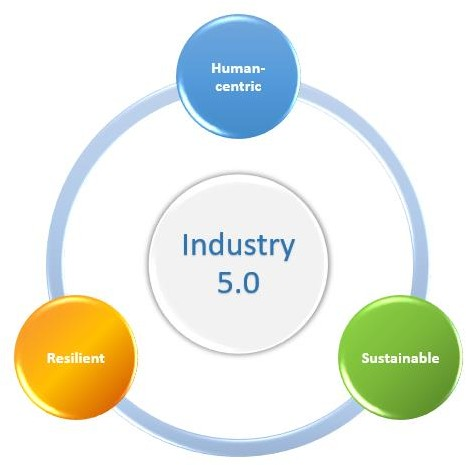 Human-
centric
Industry
5.0
Resilient
Sustainable